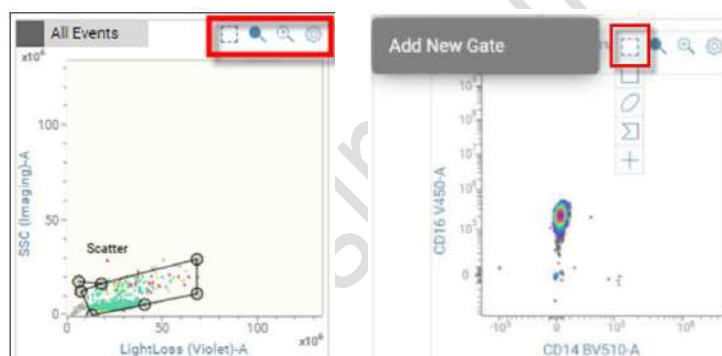 All Events
x10⁶
100
50
0
SSC (Imaging)-A
Scatter
0
50
100
x10⁶
LightLoss (Violet)-A
Add New Gate
CD16 V450-A
0
0
CD14 BV510-A